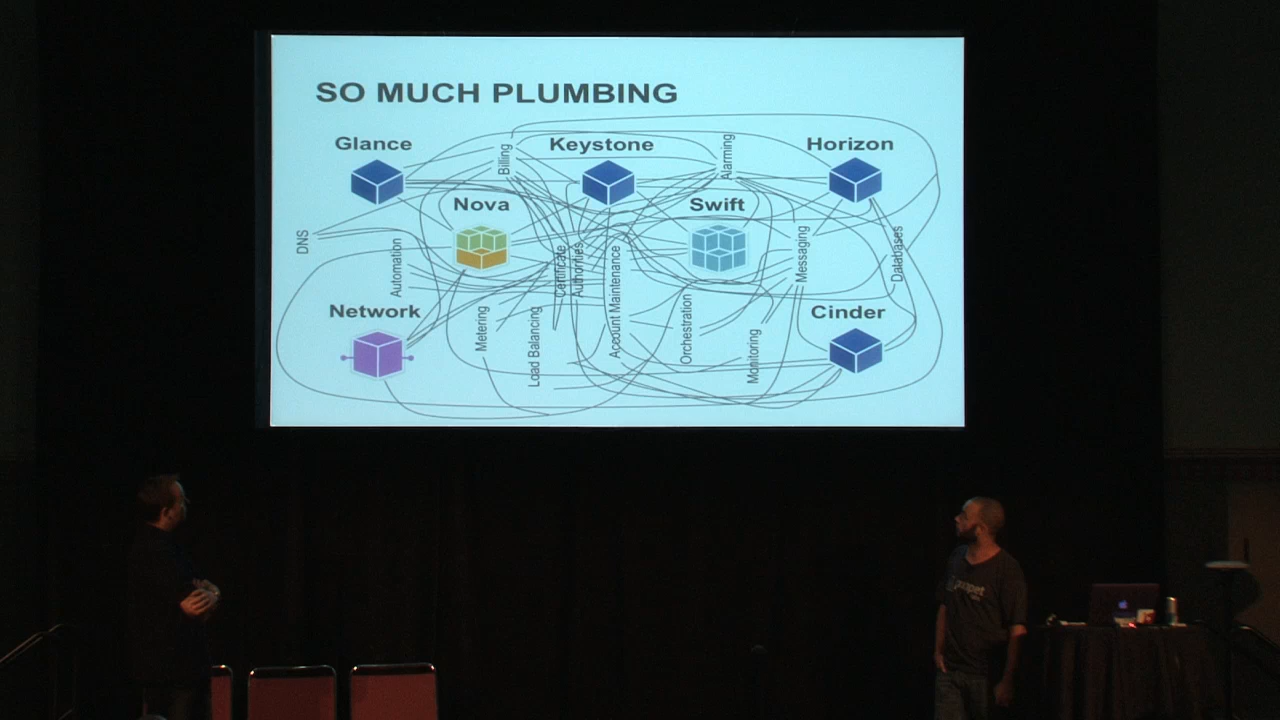 SO MUCH PLUMBING
Glance
Keystone
Horizon
Billing
Alarming
Nova
Swift
DNS
Automation
Certificate
Authorities
Account Maintenance
Messaging
Databases
Network
Cinder
Metering
Load Balancing
Orchestration
Monitoring